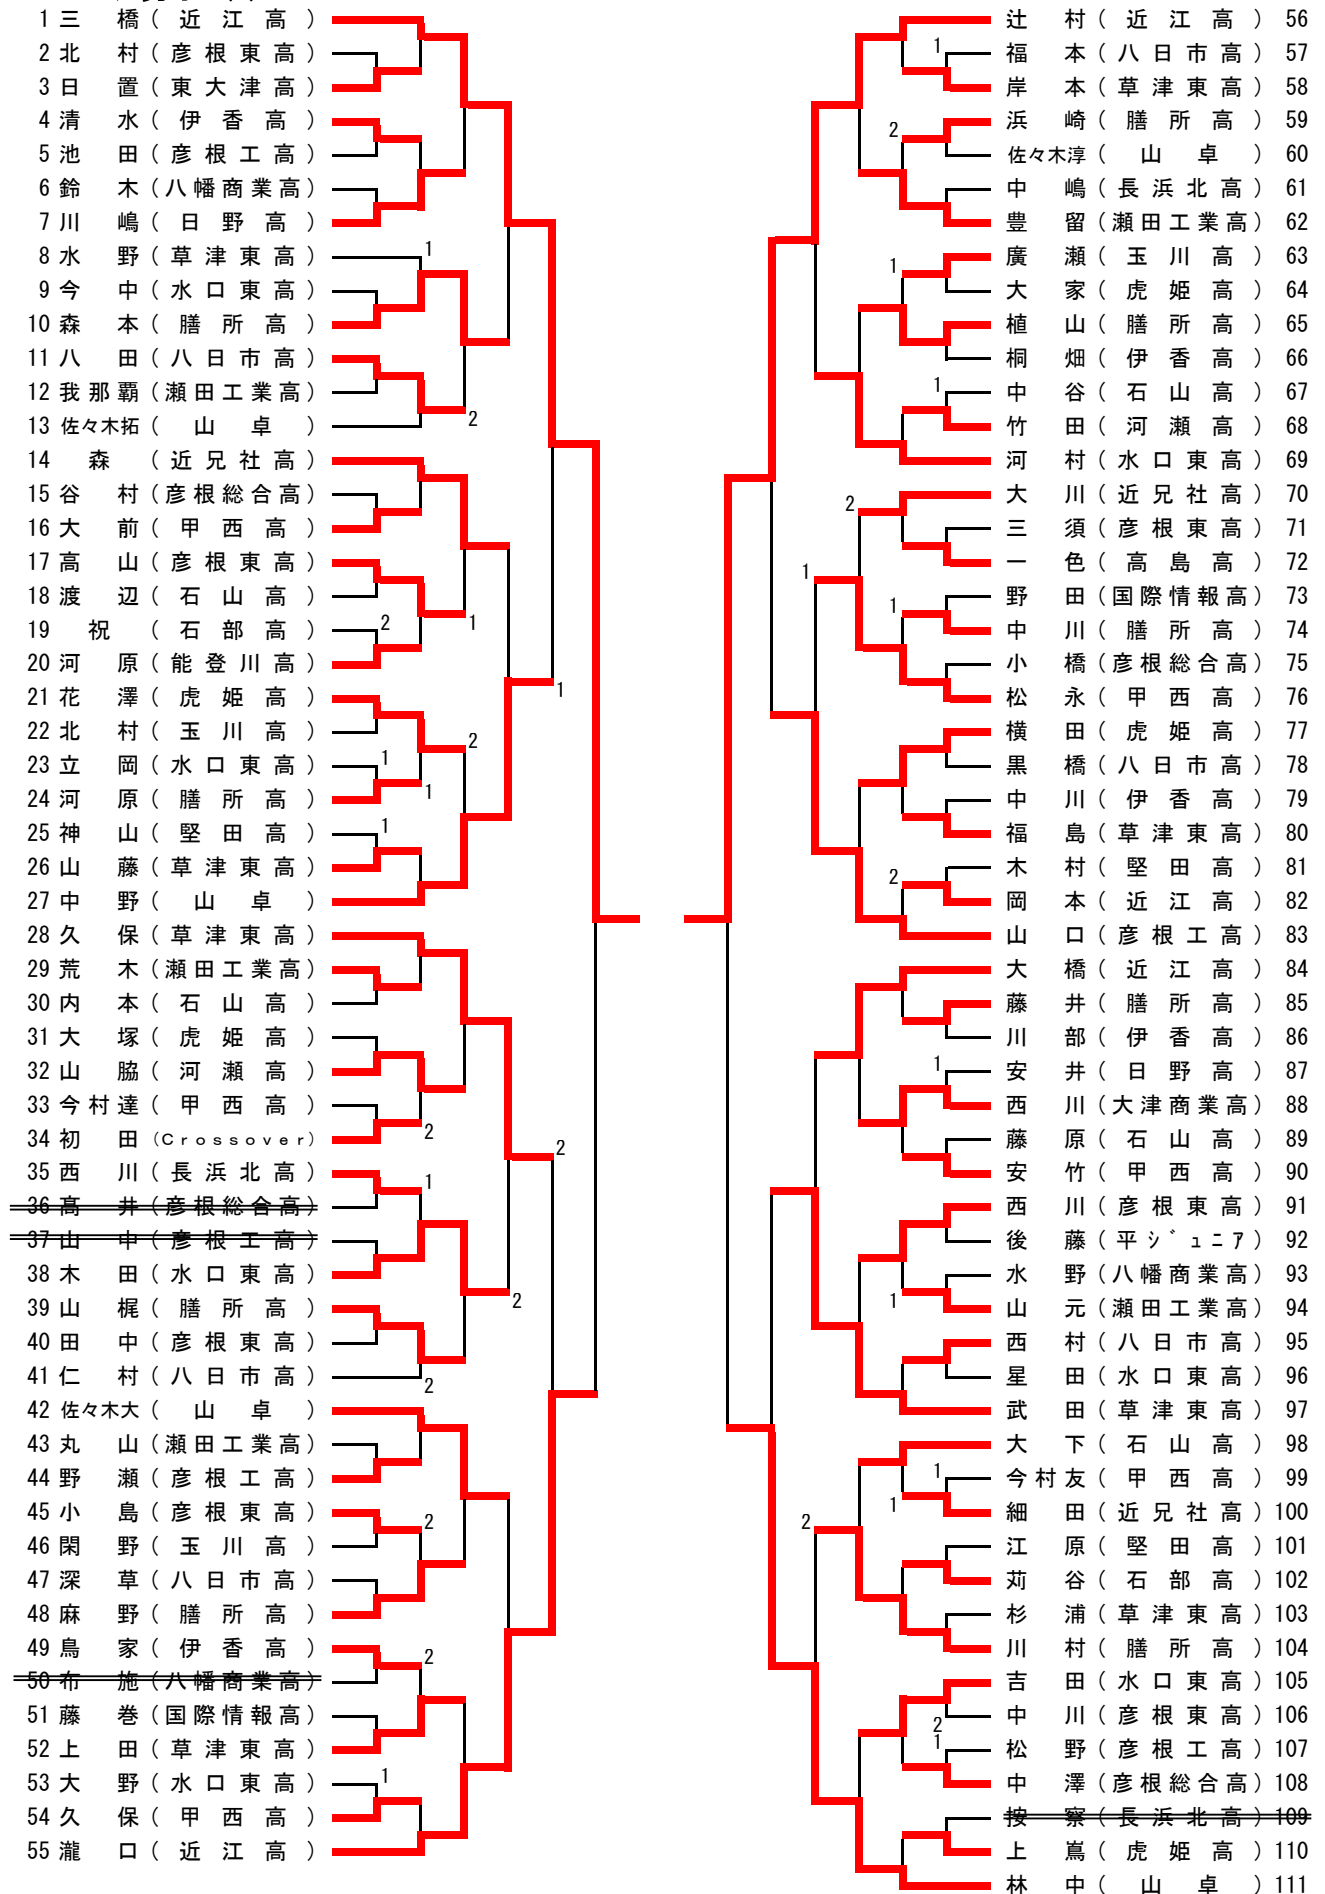 1 三 橋 ( 近 江 高 )
2 北 村 ( 彦 根 東 高 )
3 日 置 ( 東 大 津 高 )
4 清 水 ( 伊 香 高 )
5 池 田 ( 彦 根 工 高 )
6 鈴 木 ( 八 幡 商 業 高 )
7 川 嶋 ( 日 野 高 )
8 水 野 ( 草 津 東 高 ) 1
9 今 中 ( 水 口 東 高 )
10 森 本 ( 膳 所 高 )
11 八 田 ( 八 日 市 高 )
12 我 那 覇 ( 瀬 田 工 業 高 )
13 佐々木拓 ( 山 卓 ) 2
14 森 ( 近 兄 社 高 )
15 谷 村 ( 彦 根 総 合 高 )
16 大 前 ( 甲 西 高 )
17 高 山 ( 彦 根 東 高 )
18 渡 辺 ( 石 山 高 )
19 祝 ( 石 部 高 ) 2 1
20 河 原 ( 能 登 川 高 )
21 花 澤 ( 虎 姫 高 ) 1
22 北 村 ( 玉 川 高 ) 2
23 立 岡 ( 水 口 東 高 ) 1
24 河 原 ( 膳 所 高 ) 1
25 神 山 ( 堅 田 高 ) 1
26 山 藤 ( 草 津 東 高 )
27 中 野 ( 山 卓 )
28 久 保 ( 草 津 東 高 )
29 荒 木 ( 瀬 田 工 業 高 )
30 内 本 ( 石 山 高 )
31 大 塚 ( 虎 姫 高 )
32 山 脇 ( 河 瀬 高 )
33 今 村 達 ( 甲 西 高 )
34 初 田 (Crossover) 2 2
35 西 川 ( 長 浜 北 高 ) 1
36 髙 井 ( 彦 根 総 合 高 )
37 山 中 ( 彦 根 工 高 )
38 木 田 ( 水 口 東 高 )
39 山 梶 ( 膳 所 高 ) 2
40 田 中 ( 彦 根 東 高 )
41 仁 村 ( 八 日 市 高 ) 2
42 佐々木大 ( 山 卓 )
43 丸 山 ( 瀬 田 工 業 高 )
44 野 瀬 ( 彦 根 工 高 )
45 小 島 ( 彦 根 東 高 ) 2
46 閑 野 ( 玉 川 高 )
47 深 草 ( 八 日 市 高 )
48 麻 野 ( 膳 所 高 )
49 鳥 家 ( 伊 香 高 ) 2
50 布 施 ( 八 幡 商 業 高 )
51 藤 巻 ( 国 際 情 報 高 )
52 上 田 ( 草 津 東 高 )
53 大 野 ( 水 口 東 高 ) 1
54 久 保 ( 甲 西 高 )
55 瀧 口 ( 近 江 高 )
辻 村 ( 近 江 高 ) 56
1 福 本 ( 八 日 市 高 ) 57
岸 本 ( 草 津 東 高 ) 58
2 浜 崎 ( 膳 所 高 ) 59
佐々木淳 ( 山 卓 ) 60
中 嶋 ( 長 浜 北 高 ) 61
豊 留 ( 瀬 田 工 業 高 ) 62
1 廣 瀬 ( 玉 川 高 ) 63
大 家 ( 虎 姫 高 ) 64
植 山 ( 膳 所 高 ) 65
桐 畑 ( 伊 香 高 ) 66
1 中 谷 ( 石 山 高 ) 67
竹 田 ( 河 瀬 高 ) 68
河 村 ( 水 口 東 高 ) 69
2 大 川 ( 近 兄 社 高 ) 70
三 須 ( 彦 根 東 高 ) 71
1 一 色 ( 高 島 高 ) 72
1 野 田 ( 国 際 情 報 高 ) 73
中 川 ( 膳 所 高 ) 74
小 橋 ( 彦 根 総 合 高 ) 75
松 永 ( 甲 西 高 ) 76
横 田 ( 虎 姫 高 ) 77
黒 橋 ( 八 日 市 高 ) 78
中 川 ( 伊 香 高 ) 79
福 島 ( 草 津 東 高 ) 80
2 木 村 ( 堅 田 高 ) 81
岡 本 ( 近 江 高 ) 82
山 口 ( 彦 根 工 高 ) 83
大 橋 ( 近 江 高 ) 84
藤 井 ( 膳 所 高 ) 85
川 部 ( 伊 香 高 ) 86
1 安 井 ( 日 野 高 ) 87
西 川 ( 大 津 商 業 高 ) 88
藤 原 ( 石 山 高 ) 89
安 竹 ( 甲 西 高 ) 90
西 川 ( 彦 根 東 高 ) 91
後 藤 ( 平 ジュニア ) 92
水 野 ( 八 幡 商 業 高 ) 93
1 山 元 ( 瀬 田 工 業 高 ) 94
西 村 ( 八 日 市 高 ) 95
星 田 ( 水 口 東 高 ) 96
武 田 ( 草 津 東 高 ) 97
大 下 ( 石 山 高 ) 98
1 今 村 友 ( 甲 西 高 ) 99
2 1 細 田 ( 近 兄 社 高 ) 100
江 原 ( 堅 田 高 ) 101
苅 谷 ( 石 部 高 ) 102
杉 浦 ( 草 津 東 高 ) 103
川 村 ( 膳 所 高 ) 104
吉 田 ( 水 口 東 高 ) 105
2 中 川 ( 彦 根 東 高 ) 106
1 松 野 ( 彦 根 工 高 ) 107
中 澤 ( 彦 根 総 合 高 ) 108
按 察 ( 長 浜 北 高 ) 109
上 嶌 ( 虎 姫 高 ) 110
林 中 ( 山 卓 ) 111